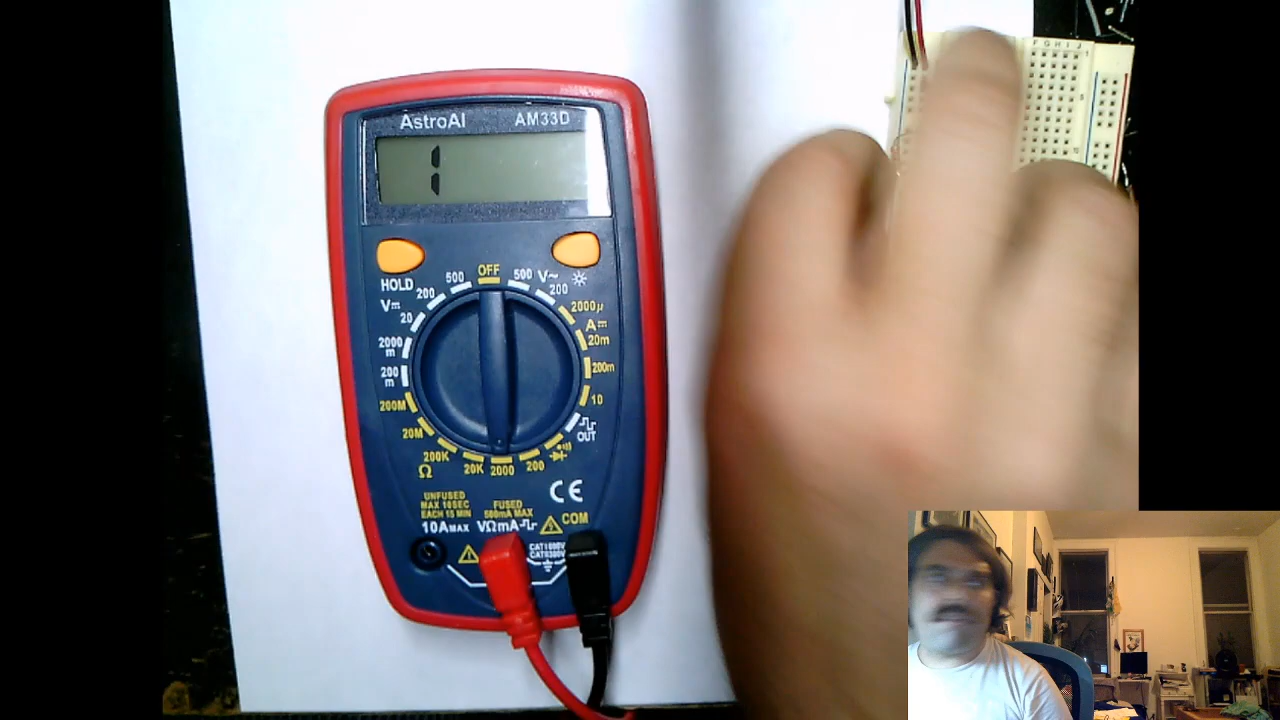 AstroAI AM33D
1
HOLD
OFF
500
500 V~
200
200
V⎓
20
2000μ
A⎓
20m
2000
m
200
m
200m
10
200M
OUT
20M
200K
20K
2000
200
Ω
CE
UNFUSED
MAX 10SEC
EACH 15 MIN
FUSED
500mA MAX
10AMAX
VΩmA
COM
F G H I J